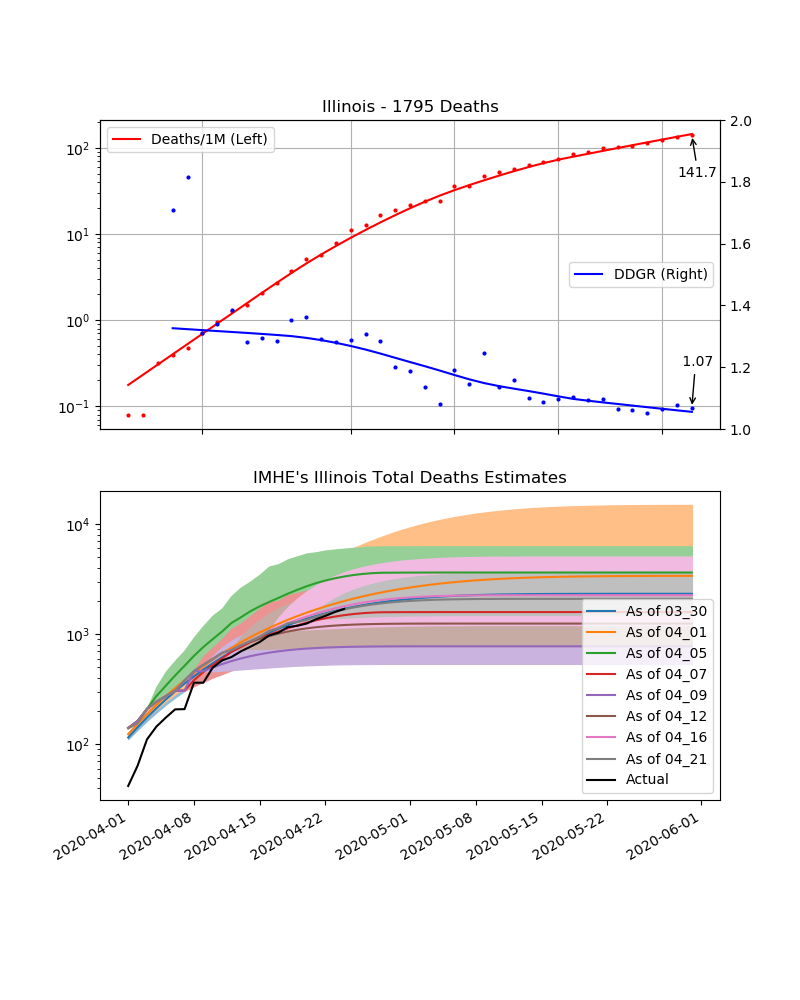 Illinois - 1795 Deaths
Deaths/1M (Left)
DDGR (Right)
141.7
1.07
10²
10¹
10⁰
10⁻¹
2.0
1.8
1.6
1.4
1.2
1.0
IMHE's Illinois Total Deaths Estimates
10⁴
10³
10²
As of 03_30
As of 04_01
As of 04_05
As of 04_07
As of 04_09
As of 04_12
As of 04_16
As of 04_21
Actual
2020-04-01
2020-04-08
2020-04-15
2020-04-22
2020-05-01
2020-05-08
2020-05-15
2020-05-22
2020-06-01